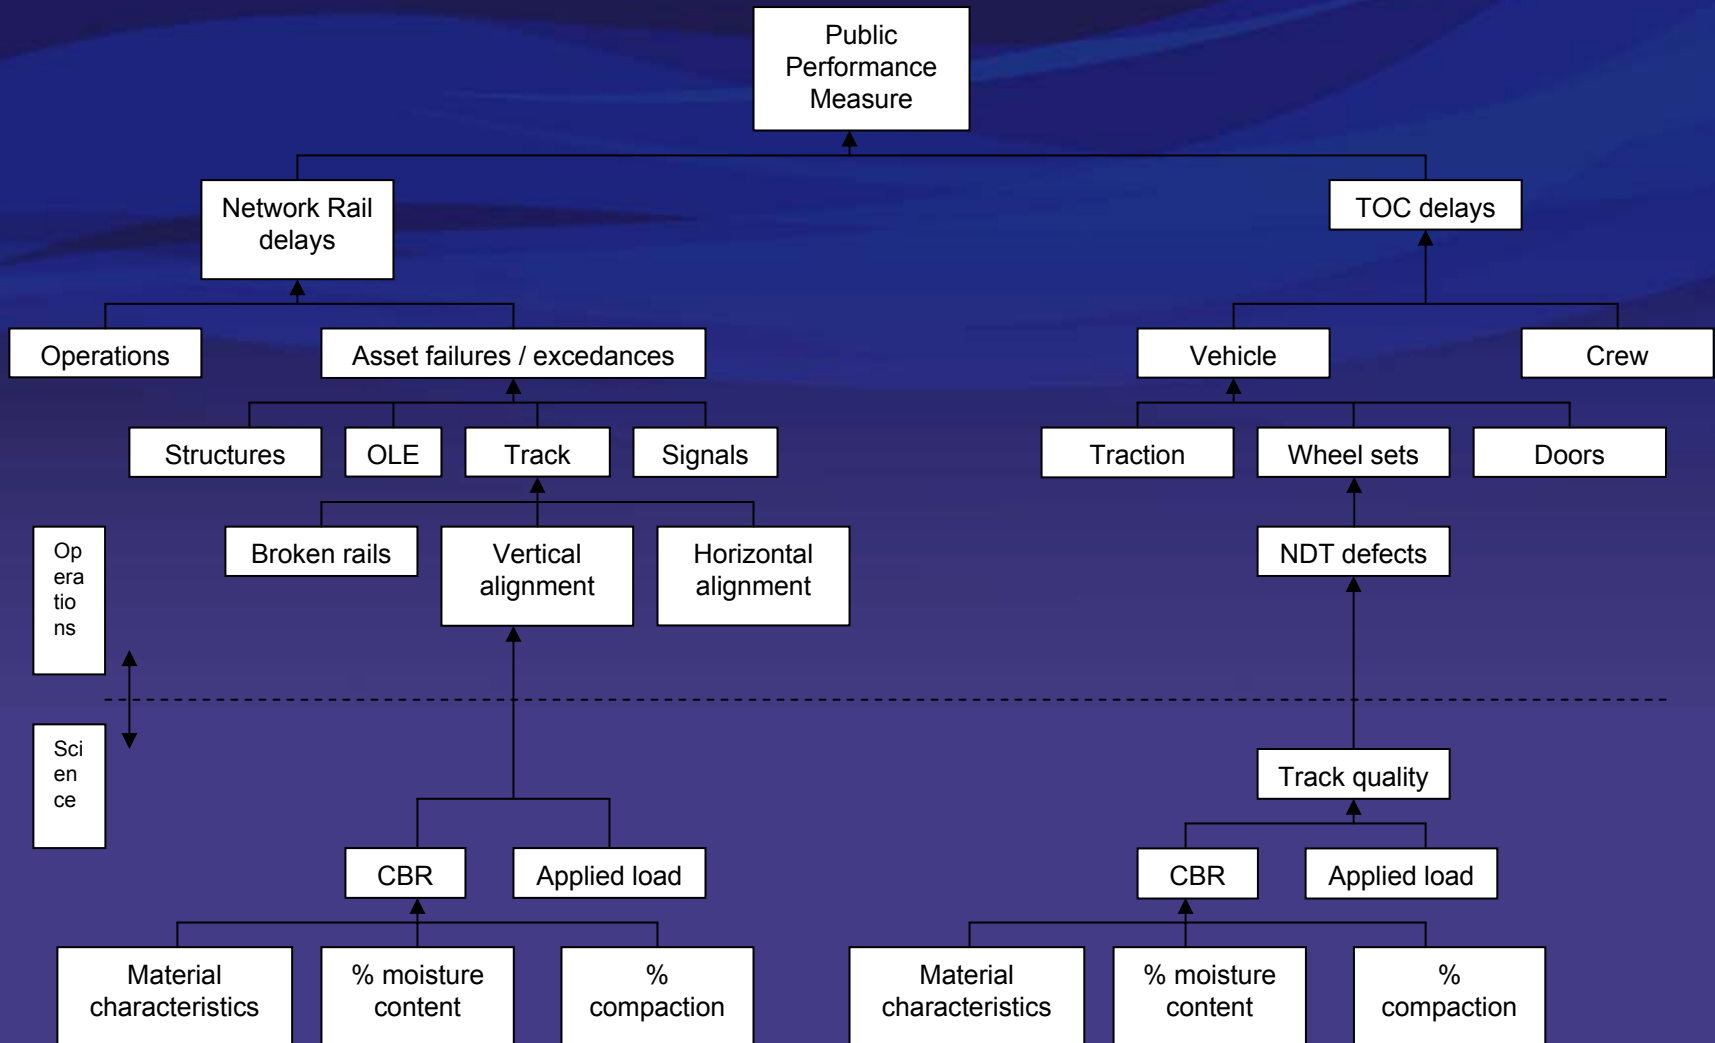 Public
Performance
Measure
Network Rail
delays
TOC delays
Operations
Asset failures / excedances
Vehicle
Crew
Structures
OLE
Track
Signals
Traction
Wheel sets
Doors
Op
era
tio
ns
Broken rails
Vertical
alignment
Horizontal
alignment
NDT defects
Sci
en
ce
Track quality
CBR
Applied load
CBR
Applied load
Material
characteristics
% moisture
content
%
compaction
Material
characteristics
% moisture
content
%
compaction